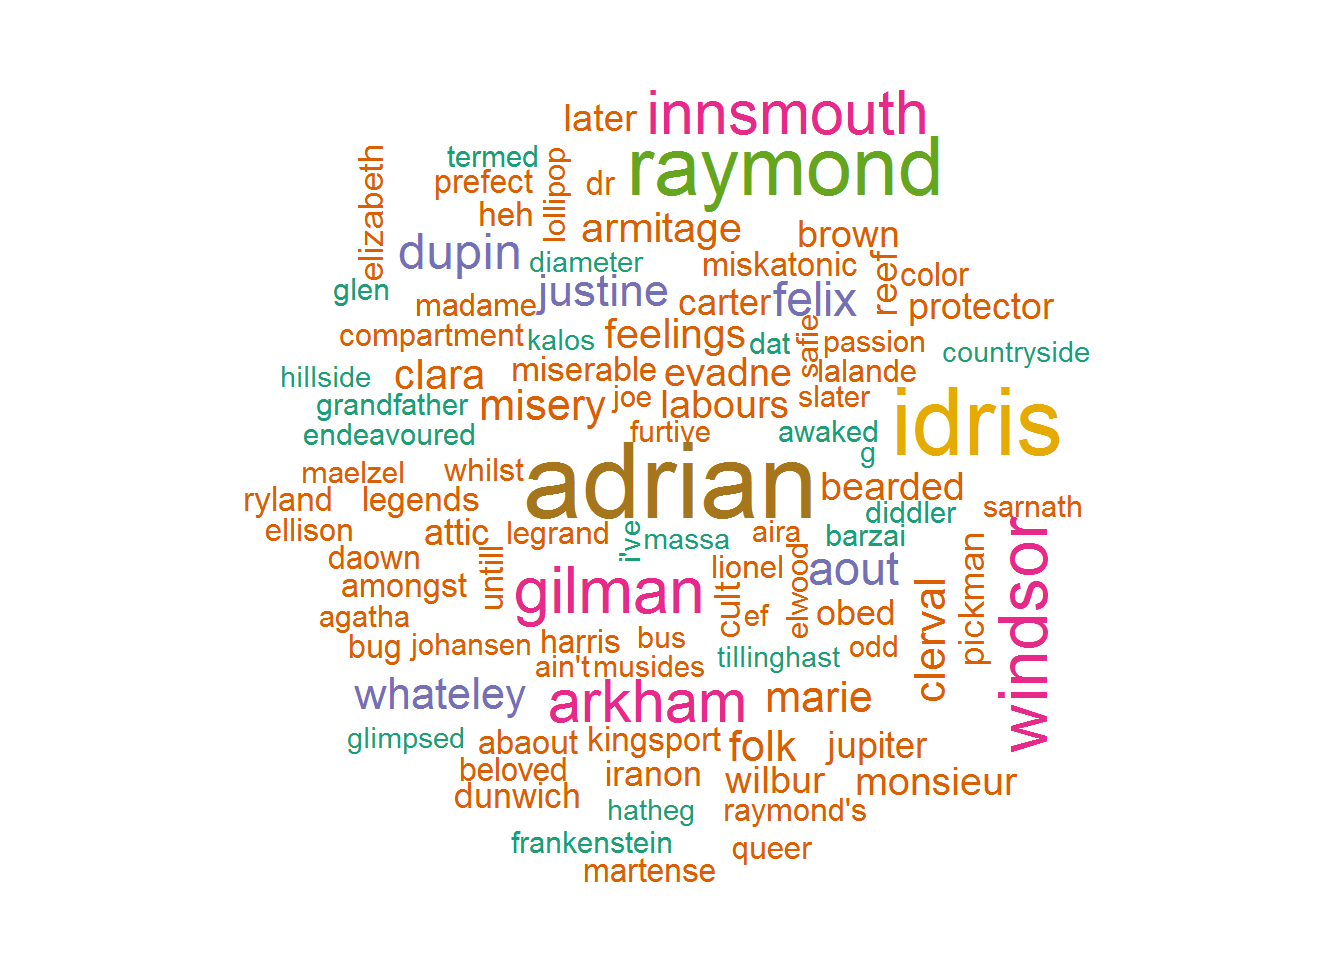 later innsmouth
termed
raymond
prefect
lollipop
dr
elizabeth
heh
armitage
brown
dupin
diameter
miskatonic
reef
color
glen
madame
justine
carter
felix
protector
compartment
kalos
feelings
dat
safie
passion
countryside
hillside
clara
miserable
evadne
lalande
grandfather
misery
joe
labours
slater
idris
endeavoured
furtive
awaked
g
maelzel
whilst
adrian
bearded
ryland
legends
diddler
sarnath
ellison
attic
legrand
i've
massa
aira
barzai
windsor
daown
untill
lionel
elwood
aout
pickman
amongst
gilman
cult
ef
obed
clerval
agatha
bug
johansen
harris
bus
tillinghast
odd
ain't
musides
whateley
arkham
marie
glimpsed
abaout
kingsport
folk
jupiter
beloved
iranon
wilbur
monsieur
dunwich
hatheg
raymond's
frankenstein
queer
martense